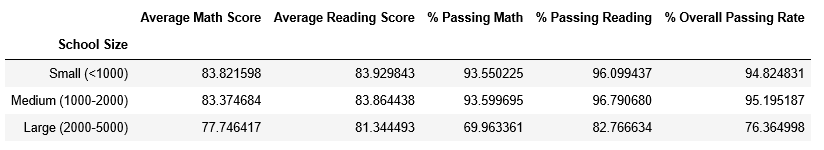 Average Math Score Average Reading Score % Passing Math % Passing Reading % Overall Passing Rate
School Size
Small (<1000) 83.821598 83.929843 93.550225 96.099437 94.824831
Medium (1000-2000) 83.374684 83.864438 93.599695 96.790680 95.195187
Large (2000-5000) 77.746417 81.344493 69.963361 82.766634 76.364998